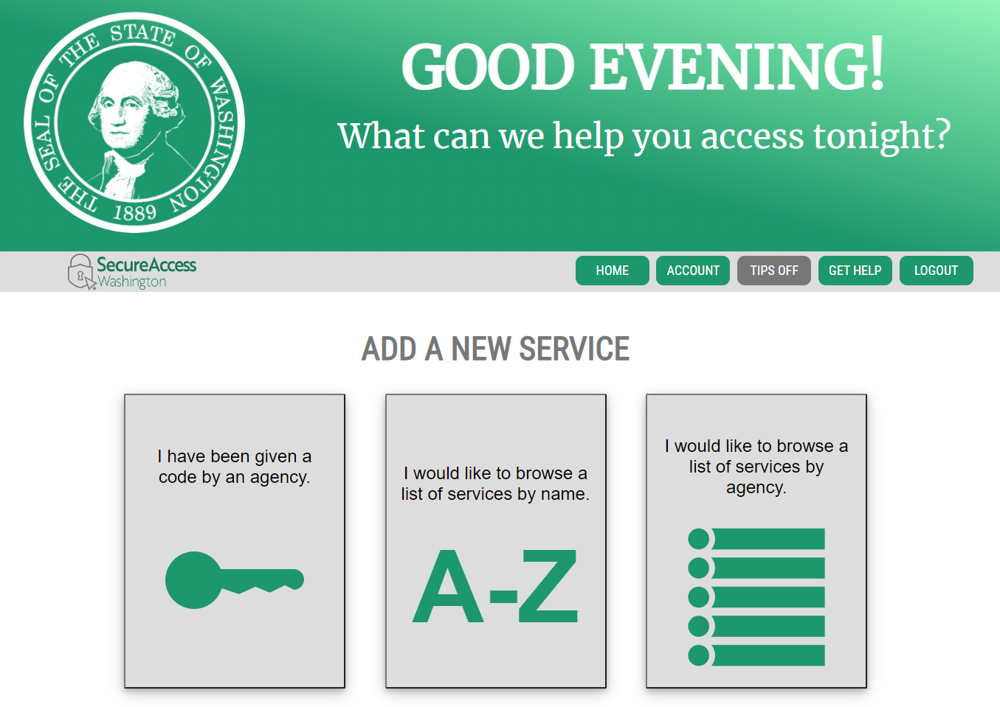 THE SEAL OF THE STATE OF WASHINGTON
1889
GOOD EVENING!
What can we help you access tonight?
SecureAccess
Washington
HOME
ACCOUNT
TIPS OFF
GET HELP
LOGOUT
ADD A NEW SERVICE
I have been given a
code by an agency.
I would like to browse a
list of services by name.
A-Z
I would like to browse a
list of services by
agency.